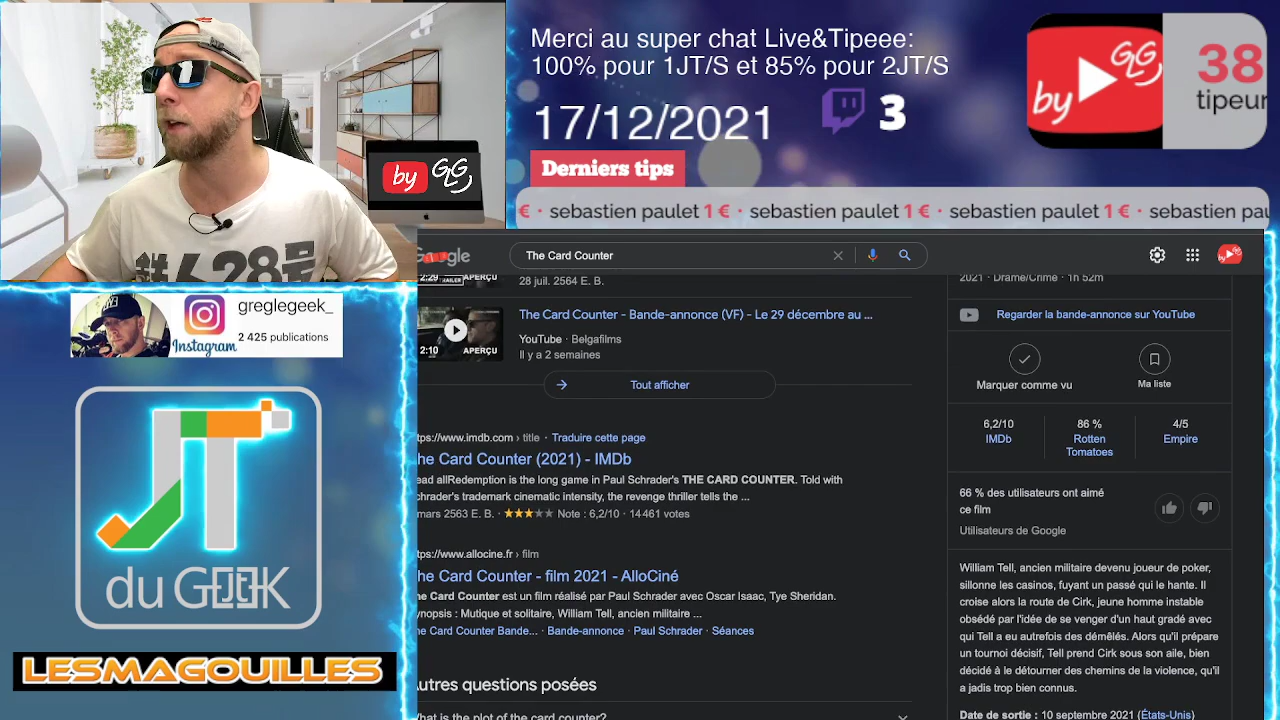 Merci au super chat Live&Tipeee:
100% pour 1JT/S et 85% pour 2JT/S
17/12/2021
3
Derniers tips
€ · sebastien paulet 1 € · sebastien paulet 1 € · sebastien paulet 1 € · sebastien pau
by GLG
38
tipeur
by GLG
greglegeek_
2 425 publications
Instagram
JT
du GEEK
LESMAGOUILLES
gle
The Card Counter
2:29
APERÇU
28 juil. 2564 E. B.
The Card Counter - Bande-annonce (VF) - Le 29 décembre au ...
YouTube · Belgafilms
Il y a 2 semaines
2:10
APERÇU
Tout afficher
tps://www.imdb.com › title · Traduire cette page
he Card Counter (2021) - IMDb
ead allRedemption is the long game in Paul Schrader's THE CARD COUNTER. Told with
chrader's trademark cinematic intensity, the revenge thriller tells the ...
mars 2563 E. B. · Note : 6,2/10 · 14 461 votes
tps://www.allocine.fr › film
he Card Counter - film 2021 - AlloCiné
he Card Counter est un film réalisé par Paul Schrader avec Oscar Isaac, Tye Sheridan.
ynopsis : Mutique et solitaire, William Tell, ancien militaire ...
he Card Counter Bande... · Bande-annonce · Paul Schrader · Séances
utres questions posées
hat is the plot of the card counter?
2021 · Drame/Crime · 1h 52m
Regarder la bande-annonce sur YouTube
Marquer comme vu
Ma liste
6,2/10
IMDb
86 %
Rotten
Tomatoes
4/5
Empire
66 % des utilisateurs ont aimé
ce film
Utilisateurs de Google
William Tell, ancien militaire devenu joueur de poker,
sillonne les casinos, fuyant un passé qui le hante. Il
croise alors la route de Cirk, jeune homme instable
obsédé par l'idée de se venger d'un haut gradé avec
qui Tell a eu autrefois des démêlés. Alors qu'il prépare
un tournoi décisif, Tell prend Cirk sous son aile, bien
décidé à le détourner des chemins de la violence, qu'il
a jadis trop bien connus.
Date de sortie : 10 septembre 2021 (États-Unis)